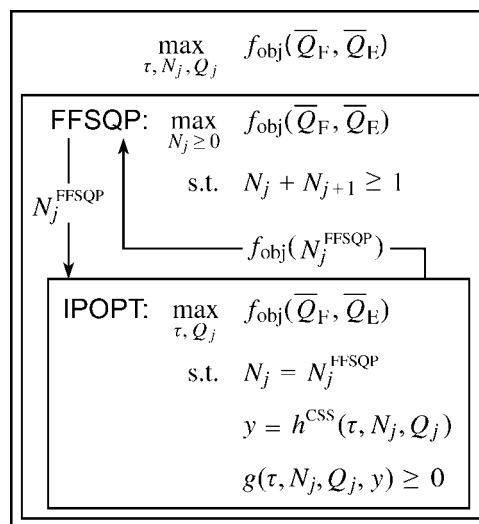 max f_obj(Q̅_F, Q̅_E)
τ, N_j, Q_j
FFSQP: max f_obj(Q̅_F, Q̅_E)
N_j ≥ 0
s.t. N_j + N_{j+1} ≥ 1
N_j^FFSQP
f_obj(N_j^FFSQP)
IPOPT: max f_obj(Q̅_F, Q̅_E)
τ, Q_j
s.t. N_j = N_j^FFSQP
y = h^CSS(τ, N_j, Q_j)
g(τ, N_j, Q_j, y) ≥ 0